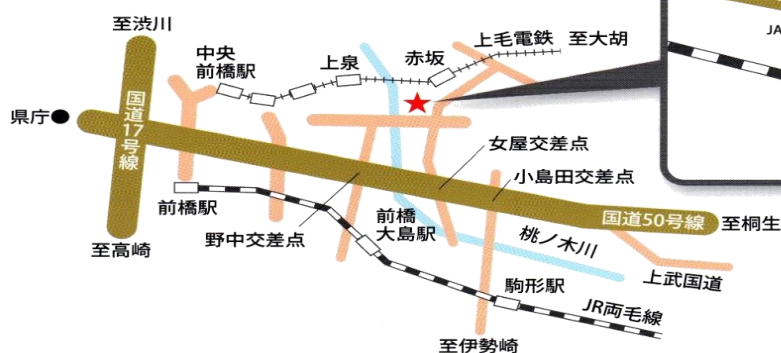 至渋川
中央
前橋駅
上泉
赤坂
上毛電鉄
至大胡
JA
県庁
国道17号線
女屋交差点
小島田交差点
前橋駅
野中交差点
前橋
大島駅
国道50号線
至桐生
桃ノ木川
至高崎
上武国道
駒形駅
JR両毛線
至伊勢崎